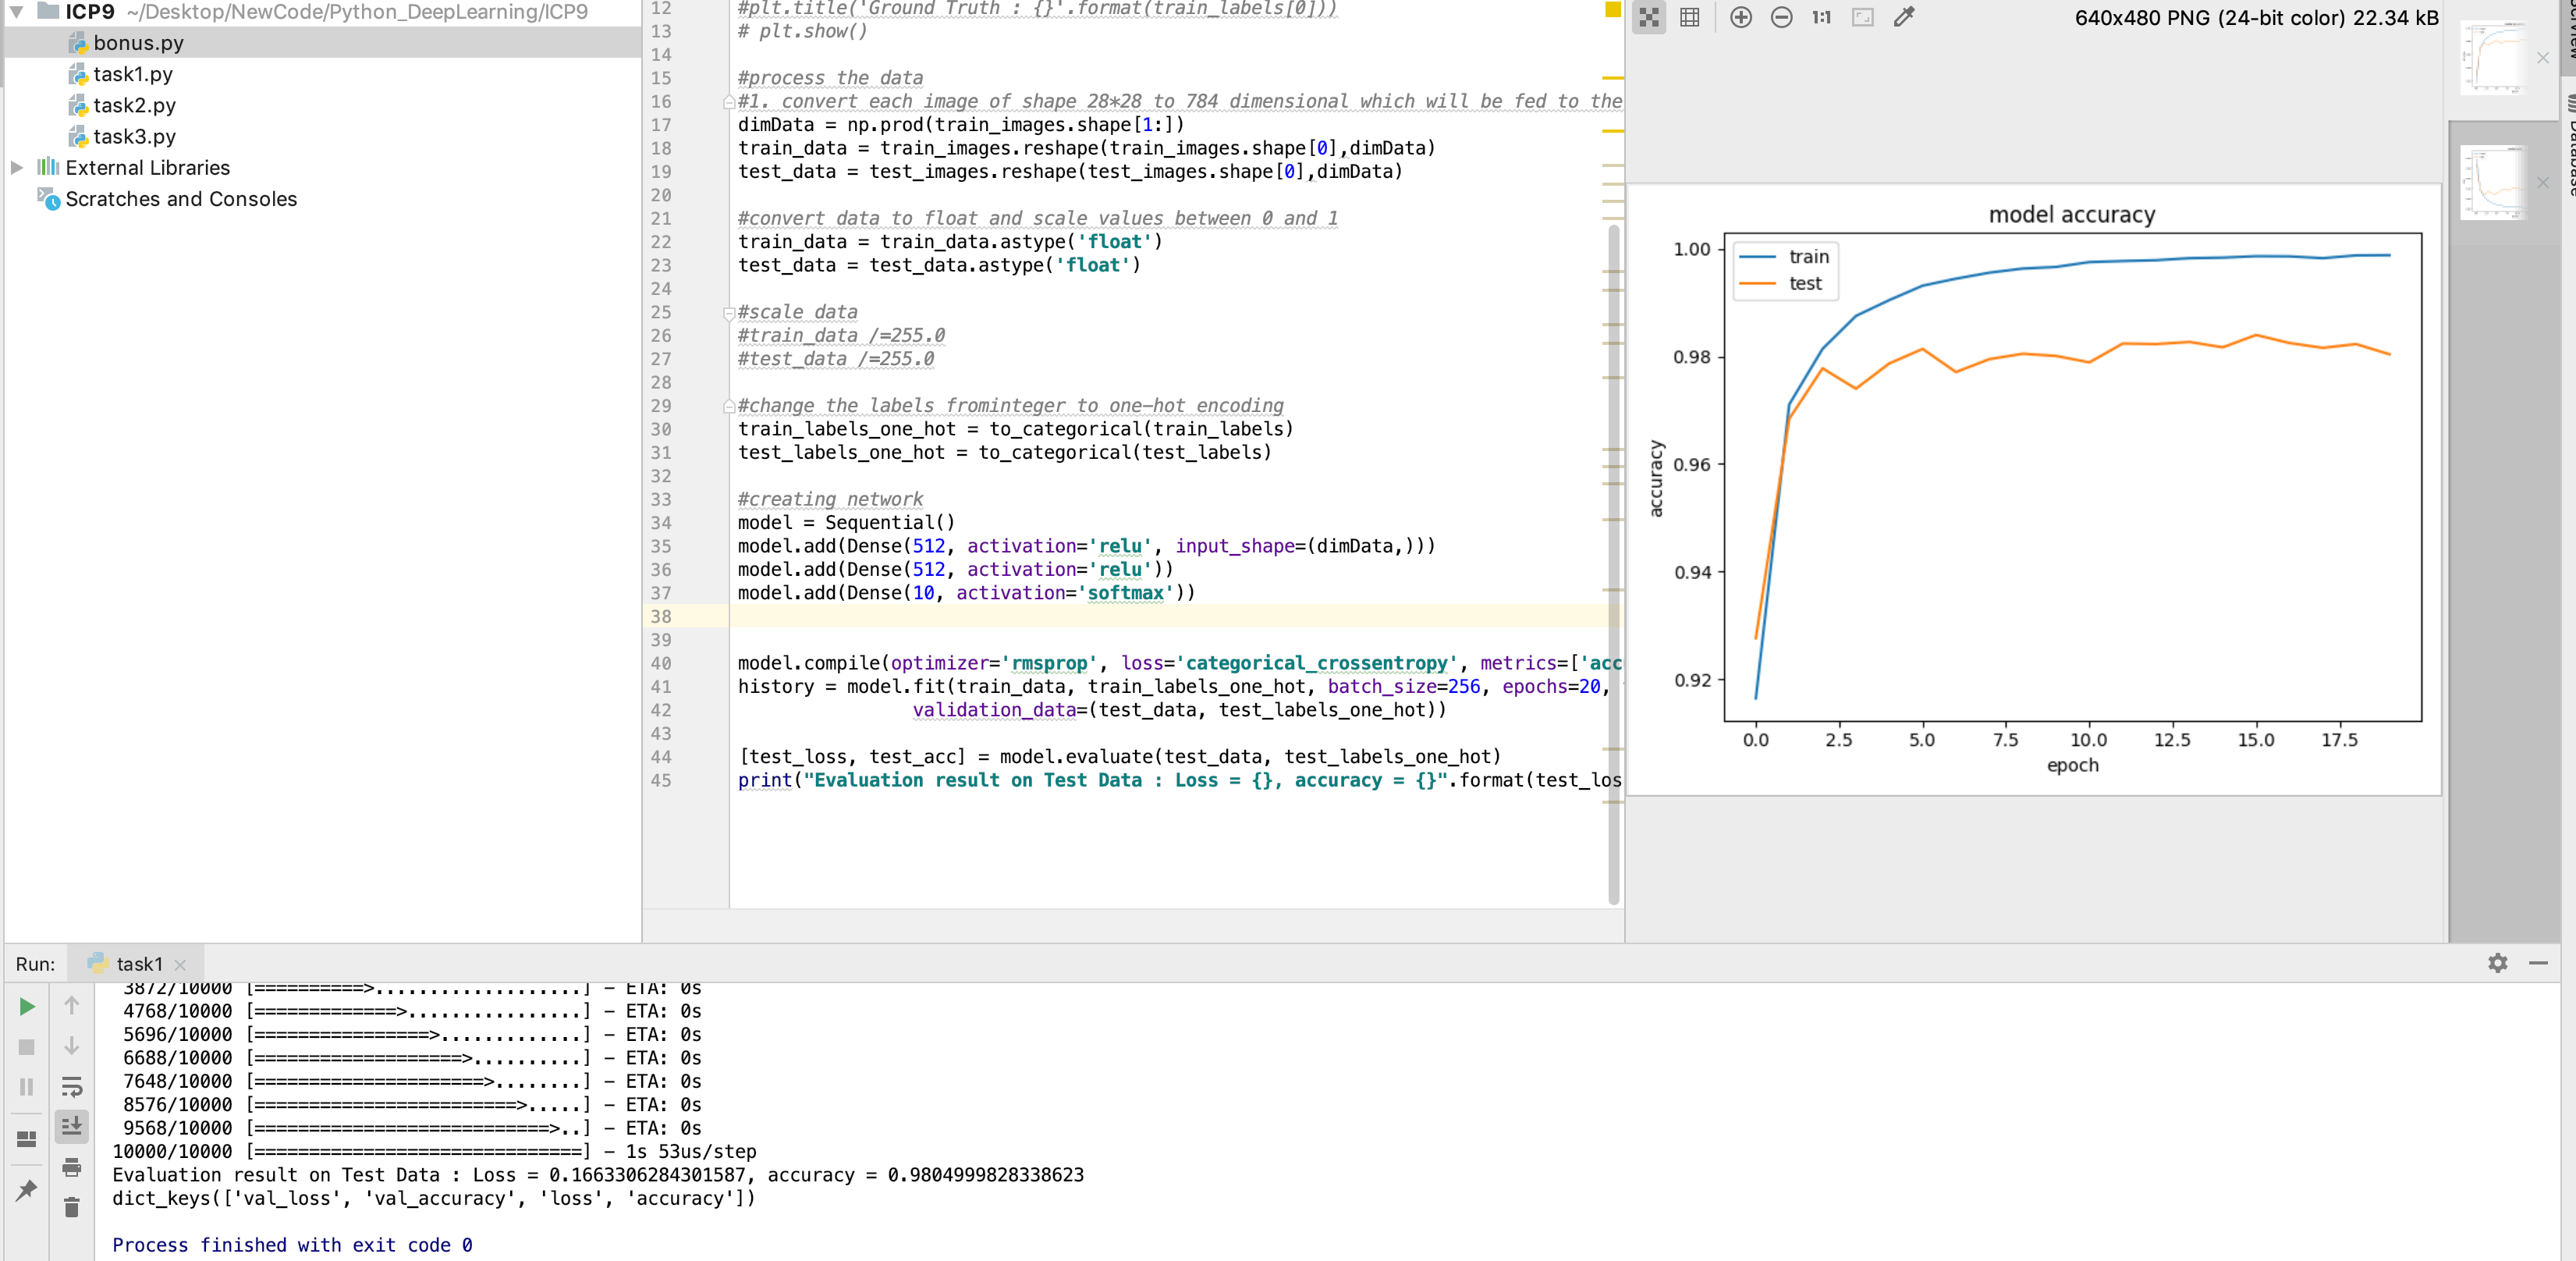 ICP9 ~/Desktop/NewCode/Python_DeepLearning/ICP9
bonus.py
task1.py
task2.py
task3.py
External Libraries
Scratches and Consoles
12 #plt.title('Ground Truth : {}'.format(train_labels[0]))
13 # plt.show()
14
15 #process the data
16 #1. convert each image of shape 28*28 to 784 dimensional which will be fed to the
17 dimData = np.prod(train_images.shape[1:])
18 train_data = train_images.reshape(train_images.shape[0],dimData)
19 test_data = test_images.reshape(test_images.shape[0],dimData)
20
21 #convert data to float and scale values between 0 and 1
22 train_data = train_data.astype('float')
23 test_data = test_data.astype('float')
24
25 #scale data
26 #train_data /=255.0
27 #test_data /=255.0
28
29 #change the labels frominteger to one-hot encoding
30 train_labels_one_hot = to_categorical(train_labels)
31 test_labels_one_hot = to_categorical(test_labels)
32
33 #creating network
34 model = Sequential()
35 model.add(Dense(512, activation='relu', input_shape=(dimData,)))
36 model.add(Dense(512, activation='relu'))
37 model.add(Dense(10, activation='softmax'))
38
39
40 model.compile(optimizer='rmsprop', loss='categorical_crossentropy', metrics=['acc
41 history = model.fit(train_data, train_labels_one_hot, batch_size=256, epochs=20,
42 validation_data=(test_data, test_labels_one_hot))
43
44 [test_loss, test_acc] = model.evaluate(test_data, test_labels_one_hot)
45 print("Evaluation result on Test Data : Loss = {}, accuracy = {}".format(test_los
1:1
640x480 PNG (24-bit color) 22.34 kB
model accuracy
train
test
1.00
0.98
0.96
0.94
0.92
accuracy
0.0 2.5 5.0 7.5 10.0 12.5 15.0 17.5
epoch
Database
Run: task1
3872/10000 [==========>...................] - ETA: 0s
4768/10000 [=============>................] - ETA: 0s
5696/10000 [================>.............] - ETA: 0s
6688/10000 [===================>..........] - ETA: 0s
7648/10000 [=====================>........] - ETA: 0s
8576/10000 [========================>.....] - ETA: 0s
9568/10000 [===========================>..] - ETA: 0s
10000/10000 [==============================] - 1s 53us/step
Evaluation result on Test Data : Loss = 0.1663306284301587, accuracy = 0.9804999828338623
dict_keys(['val_loss', 'val_accuracy', 'loss', 'accuracy'])
Process finished with exit code 0